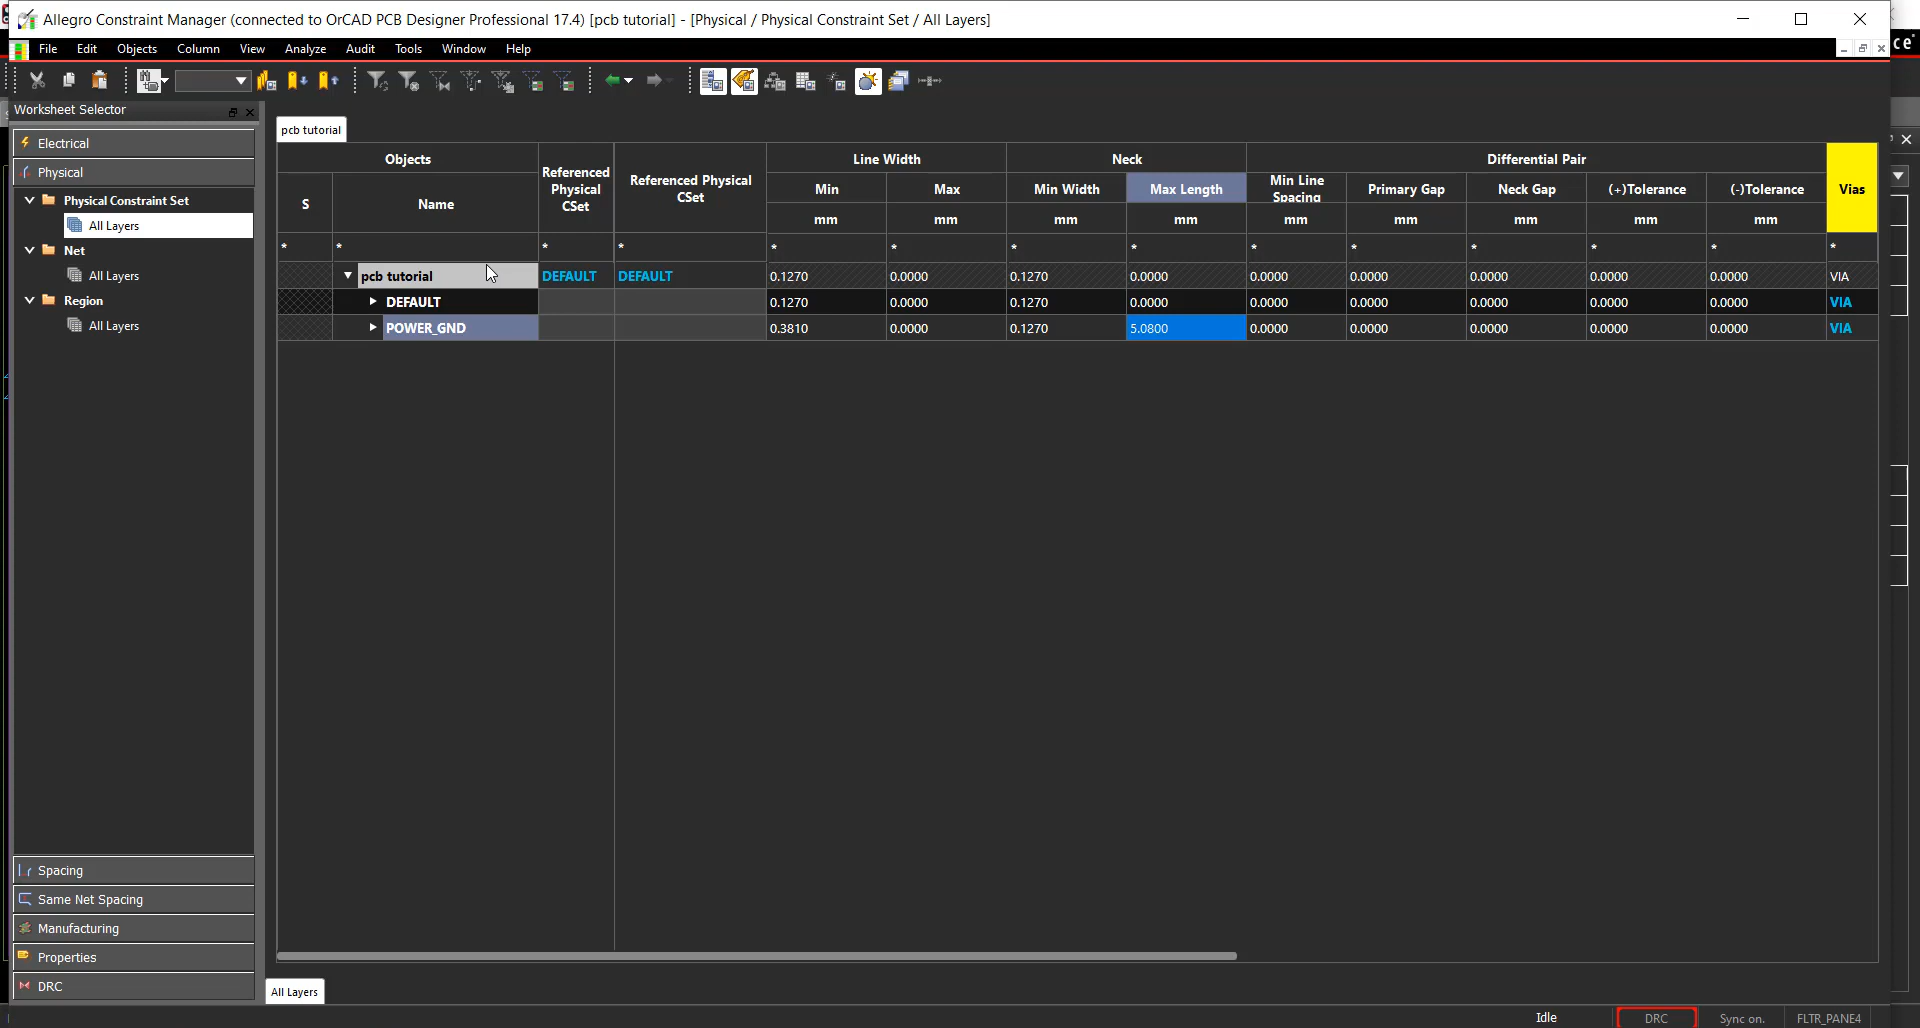 Allegro Constraint Manager (connected to OrCAD PCB Designer Professional 17.4) [pcb tutorial] - [Physical / Physical Constraint Set / All Layers]
File Edit Objects Column View Analyze Audit Tools Window Help
ce
Worksheet Selector
Electrical
Physical
Physical Constraint Set
All Layers
Net
All Layers
Region
All Layers
Spacing
Same Net Spacing
Manufacturing
Properties
DRC
pcb tutorial
Objects Referenced Physical CSet Referenced Physical CSet Line Width Neck Differential Pair Vias
S Name Min Max Min Width Max Length Min Line Spacing Primary Gap Neck Gap (+)Tolerance (-)Tolerance
mm mm mm mm mm mm mm mm mm
* * * * * * * * * * * * * *
pcb tutorial DEFAULT DEFAULT 0.1270 0.0000 0.1270 0.0000 0.0000 0.0000 0.0000 0.0000 0.0000 VIA
DEFAULT 0.1270 0.0000 0.1270 0.0000 0.0000 0.0000 0.0000 0.0000 0.0000 VIA
POWER_GND 0.3810 0.0000 0.1270 5.0800 0.0000 0.0000 0.0000 0.0000 0.0000 VIA
All Layers
Idle DRC Sync on. FLTR_PANE4